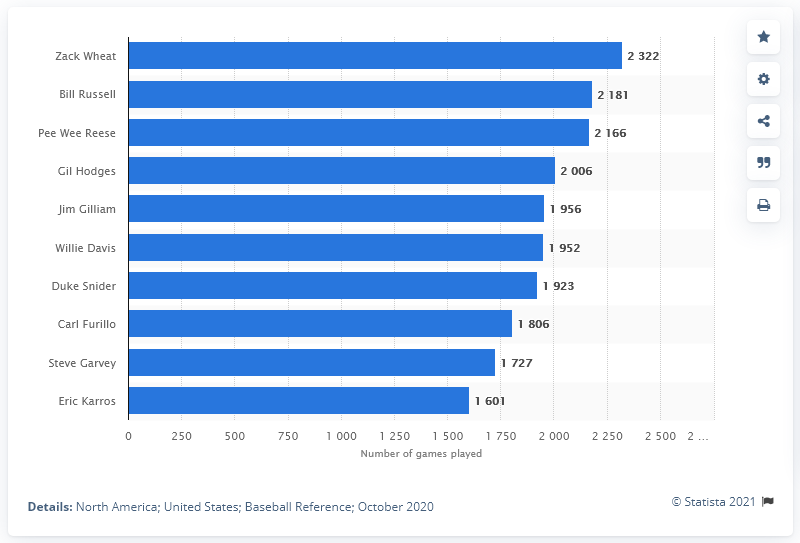 Zack Wheat 2 322
Bill Russell 2 181
Pee Wee Reese 2 166
Gil Hodges 2 006
Jim Gilliam 1 956
Willie Davis 1 952
Duke Snider 1 923
Carl Furillo 1 806
Steve Garvey 1 727
Eric Karros 1 601
0 250 500 750 1 000 1 250 1 500 1 750 2 000 2 250 2 500 2 ...
Number of games played
© Statista 2021
Details: North America; United States; Baseball Reference; October 2020